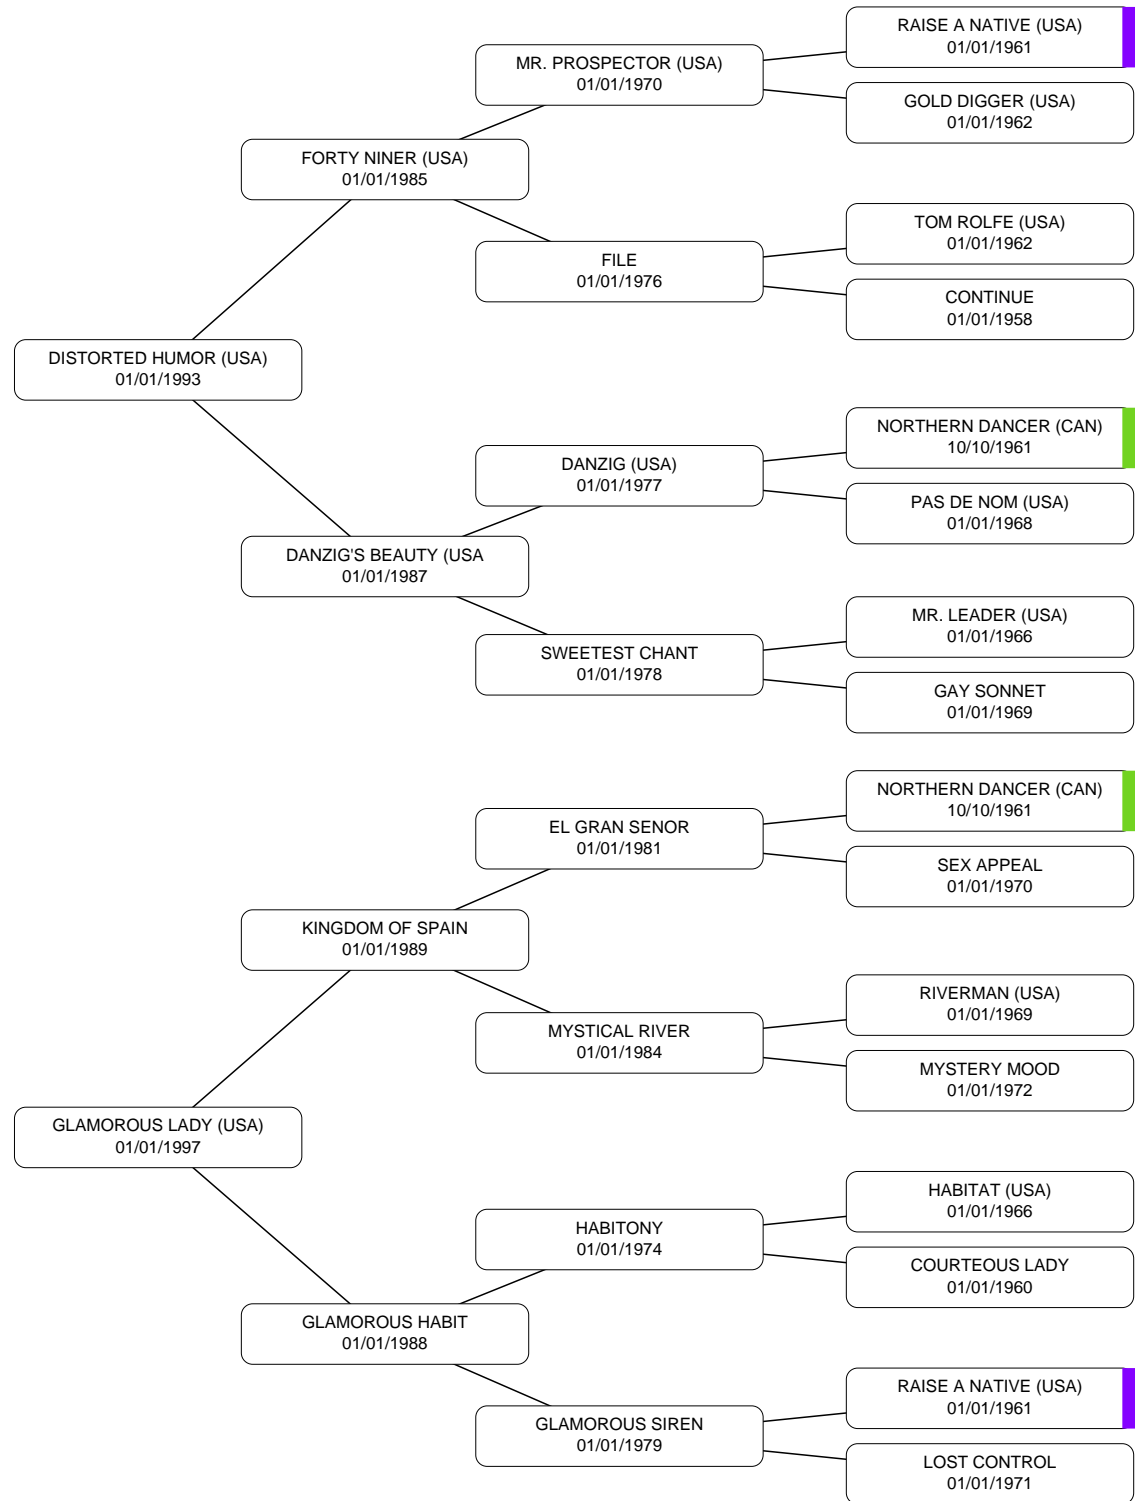 RAISE A NATIVE (USA)
01/01/1961
MR. PROSPECTOR (USA)
01/01/1970
GOLD DIGGER (USA)
01/01/1962
FORTY NINER (USA)
01/01/1985
TOM ROLFE (USA)
01/01/1962
FILE
01/01/1976
CONTINUE
01/01/1958
DISTORTED HUMOR (USA)
01/01/1993
NORTHERN DANCER (CAN)
10/10/1961
DANZIG (USA)
01/01/1977
PAS DE NOM (USA)
01/01/1968
DANZIG'S BEAUTY (USA
01/01/1987
MR. LEADER (USA)
01/01/1966
SWEETEST CHANT
01/01/1978
GAY SONNET
01/01/1969
NORTHERN DANCER (CAN)
10/10/1961
EL GRAN SENOR
01/01/1981
SEX APPEAL
01/01/1970
KINGDOM OF SPAIN
01/01/1989
RIVERMAN (USA)
01/01/1969
MYSTICAL RIVER
01/01/1984
MYSTERY MOOD
01/01/1972
GLAMOROUS LADY (USA)
01/01/1997
HABITAT (USA)
01/01/1966
HABITONY
01/01/1974
COURTEOUS LADY
01/01/1960
GLAMOROUS HABIT
01/01/1988
RAISE A NATIVE (USA)
01/01/1961
GLAMOROUS SIREN
01/01/1979
LOST CONTROL
01/01/1971